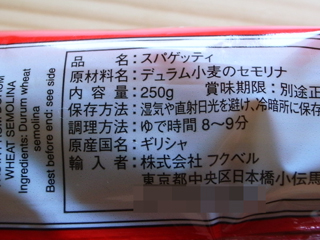 品 名：スパゲッティ
原材料名：デュラム小麦のセモリナ
内 容 量：250g 賞味期限：別途正
保存方法：湿気や直射日光を避け、冷暗所に保存
調理方法：ゆで時間 8～9分
原産国名：ギリシャ
輸 入 者：株式会社 フクベル
東京都中央区日本橋小伝馬
WHEAT SEMOLINA
Ingredients: Durum wheat
semolina
Best before end: see side